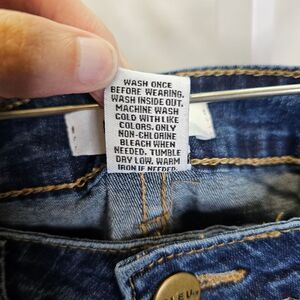 WASH ONCE
BEFORE WEARING.
WASH INSIDE OUT.
MACHINE WASH
COLD WITH LIKE
COLORS. ONLY
NON-CHLORINE
BLEACH WHEN
NEEDED. TUMBLE
DRY LOW. WARM
IRON IF NEEDED.